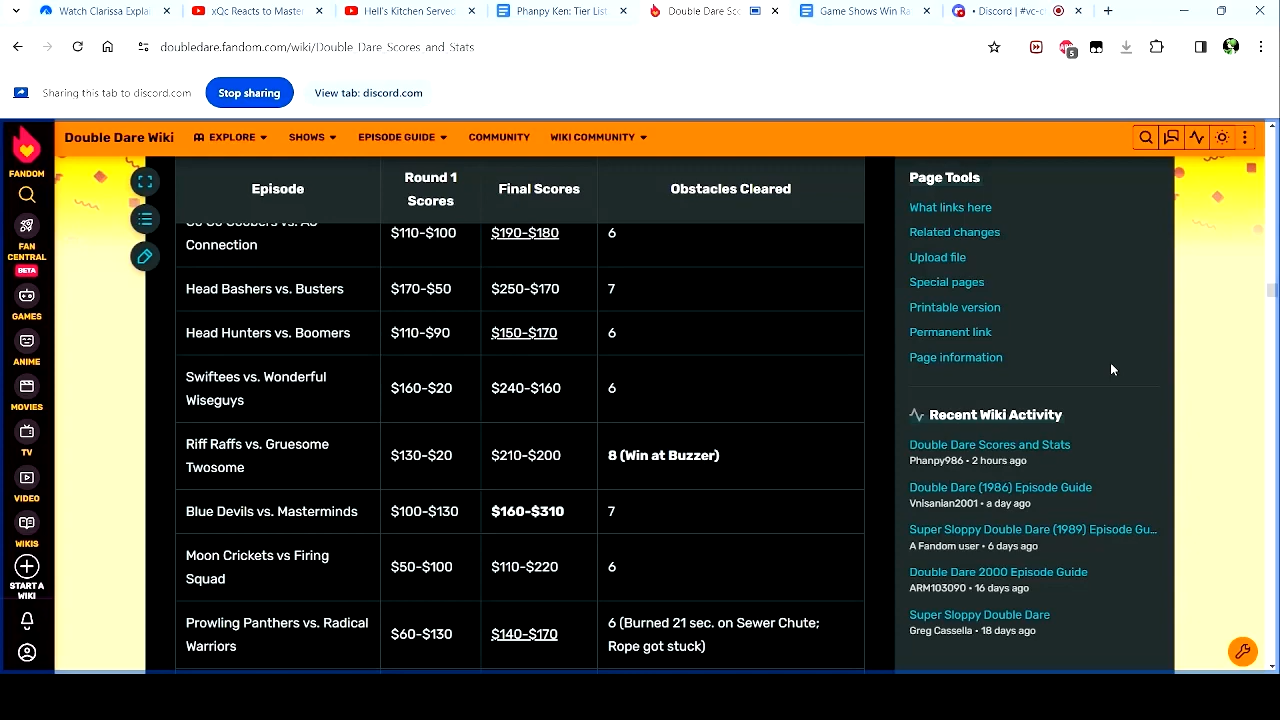 Watch Clarissa Expla
xQc Reacts to Master
Hell's Kitchen Served
Phanpy Ken: Tier List
Double Dare Sco
Game Shows Win Ra
• Discord | #vc-c
doubledare.fandom.com/wiki/Double_Dare_Scores_and_Stats
5
Sharing this tab to discord.com
Stop sharing
View tab: discord.com
FANDOM
FAN CENTRAL
BETA
GAMES
ANIME
MOVIES
TV
VIDEO
WIKIS
START A WIKI
Double Dare Wiki
EXPLORE
SHOWS
EPISODE GUIDE
COMMUNITY
WIKI COMMUNITY
Episode
Round 1 Scores
Final Scores
Obstacles Cleared
Connection
$110-$100
$190-$180
6
Head Bashers vs. Busters
$170-$50
$250-$170
7
Head Hunters vs. Boomers
$110-$90
$150-$170
6
Swiftees vs. Wonderful
Wiseguys
$160-$20
$240-$160
6
Riff Raffs vs. Gruesome
Twosome
$130-$20
$210-$200
8 (Win at Buzzer)
Blue Devils vs. Masterminds
$100-$130
$160-$310
7
Moon Crickets vs Firing
Squad
$50-$100
$110-$220
6
Prowling Panthers vs. Radical
Warriors
$60-$130
$140-$170
6 (Burned 21 sec. on Sewer Chute;
Rope got stuck)
Page Tools
What links here
Related changes
Upload file
Special pages
Printable version
Permanent link
Page information
Recent Wiki Activity
Double Dare Scores and Stats
Phanpy986 • 2 hours ago
Double Dare (1986) Episode Guide
Vnisanian2001 • a day ago
Super Sloppy Double Dare (1989) Episode Gu...
A Fandom user • 6 days ago
Double Dare 2000 Episode Guide
ARM103090 • 16 days ago
Super Sloppy Double Dare
Greg Cassella • 18 days ago